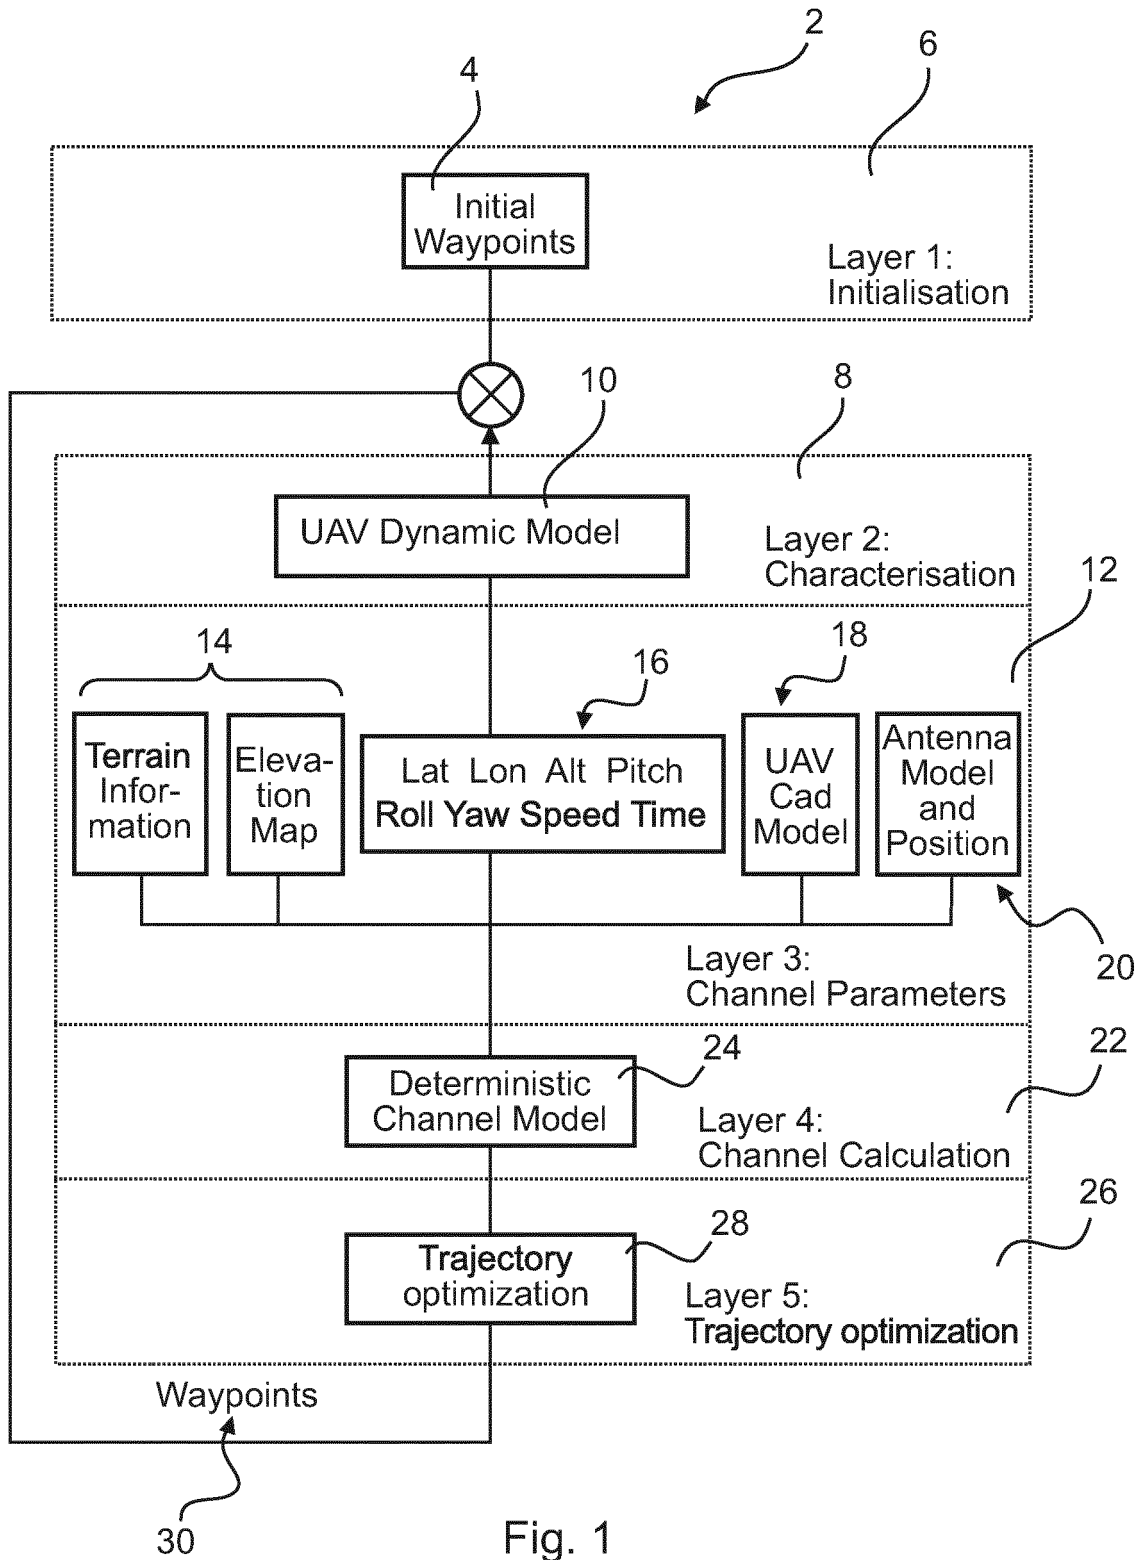 2
6
4
Initial
Waypoints
Layer 1:
Initialisation
10
8
UAV Dynamic Model
Layer 2:
Characterisation
12
14
16
18
Terrain
Infor-
mation
Eleva-
tion
Map
Lat Lon Alt Pitch
Roll Yaw Speed Time
UAV
Cad
Model
Antenna
Model
and
Position
20
Layer 3:
Channel Parameters
24
22
Deterministic
Channel Model
Layer 4:
Channel Calculation
26
28
Trajectory
optimization
Layer 5:
Trajectory optimization
Waypoints
30
Fig. 1